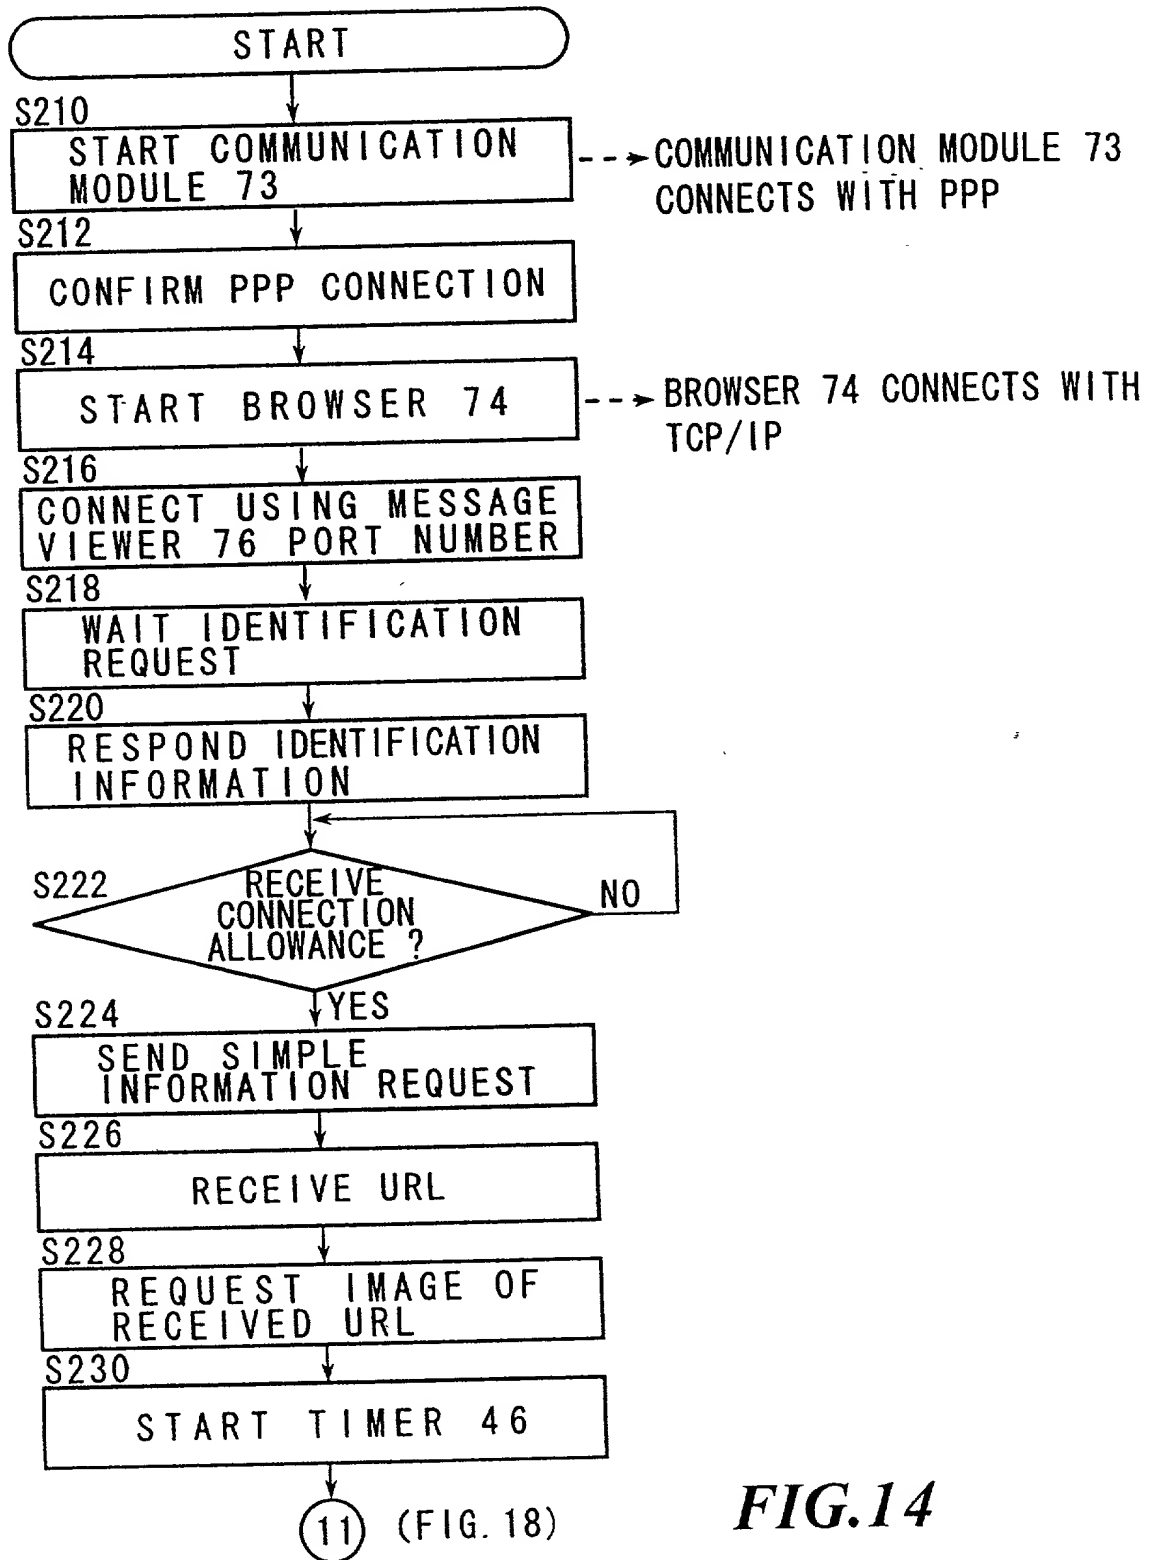 START
S210
START COMMUNICATION
MODULE 73
COMMUNICATION MODULE 73
CONNECTS WITH PPP
S212
CONFIRM PPP CONNECTION
S214
START BROWSER 74
BROWSER 74 CONNECTS WITH
TCP/IP
S216
CONNECT USING MESSAGE
VIEWER 76 PORT NUMBER
S218
WAIT IDENTIFICATION
REQUEST
S220
RESPOND IDENTIFICATION
INFORMATION
S222
RECEIVE
CONNECTION
ALLOWANCE ?
NO
YES
S224
SEND SIMPLE
INFORMATION REQUEST
S226
RECEIVE URL
S228
REQUEST IMAGE OF
RECEIVED URL
S230
START TIMER 46
11 (FIG. 18)
FIG.14